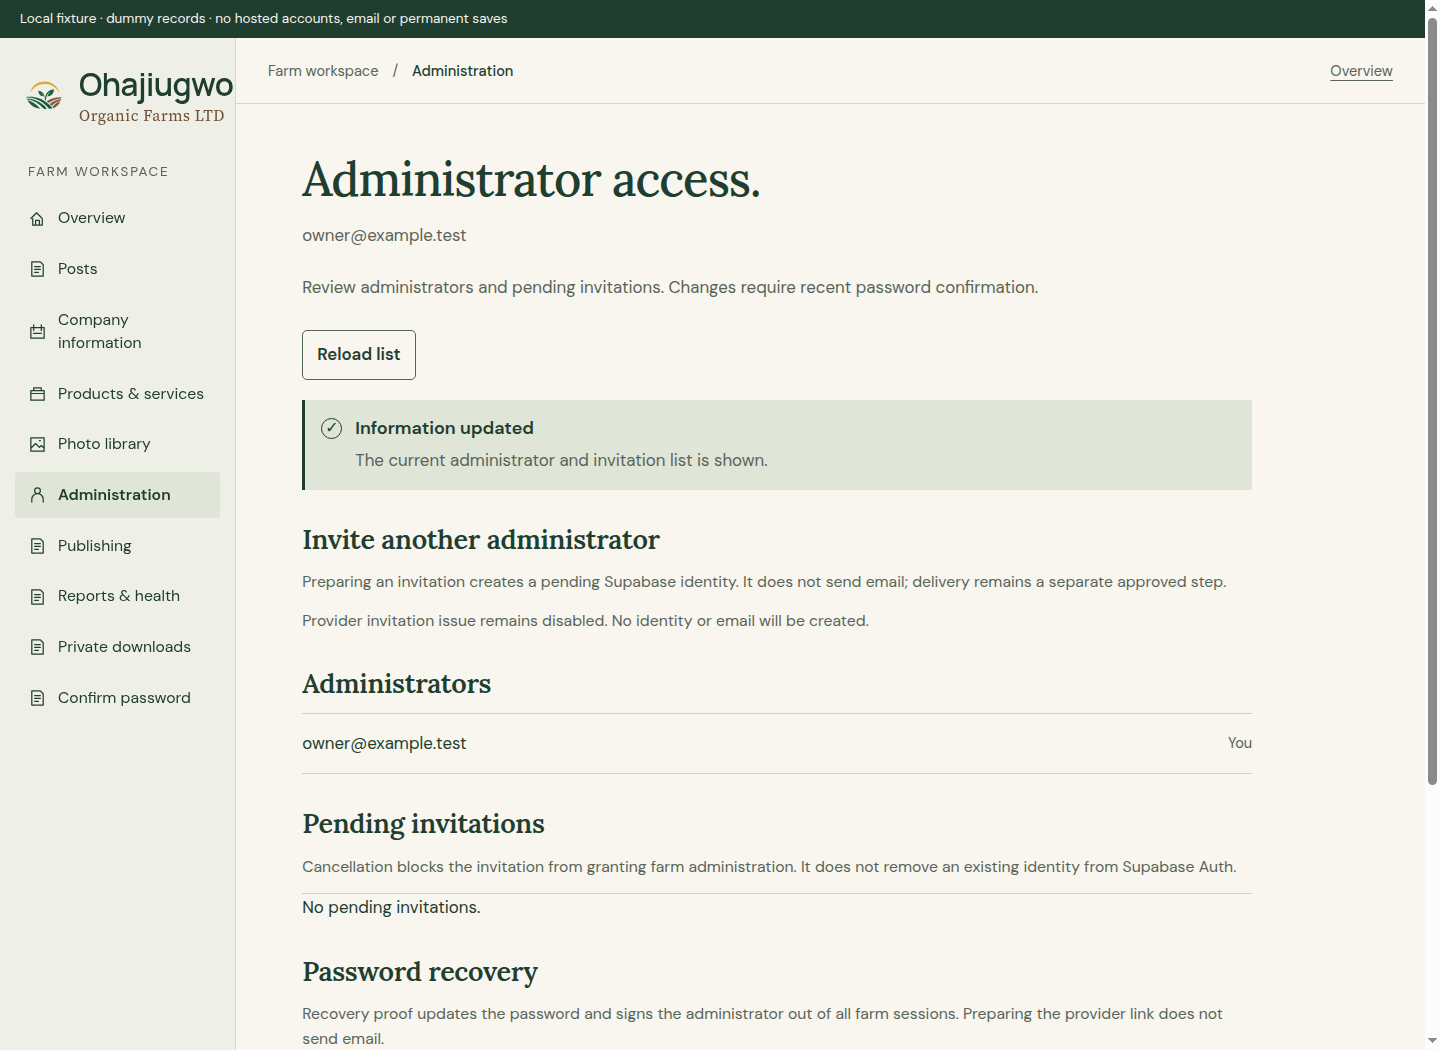 Local fixture · dummy records · no hosted accounts, email or permanent saves
Ohajiugwo
Organic Farms LTD
FARM WORKSPACE
Overview
Posts
Company
information
Products & services
Photo library
Administration
Publishing
Reports & health
Private downloads
Confirm password
Farm workspace / Administration
Overview
Administrator access.
owner@example.test
Review administrators and pending invitations. Changes require recent password confirmation.
Reload list
Information updated
The current administrator and invitation list is shown.
Invite another administrator
Preparing an invitation creates a pending Supabase identity. It does not send email; delivery remains a separate approved step.
Provider invitation issue remains disabled. No identity or email will be created.
Administrators
owner@example.test
You
Pending invitations
Cancellation blocks the invitation from granting farm administration. It does not remove an existing identity from Supabase Auth.
No pending invitations.
Password recovery
Recovery proof updates the password and signs the administrator out of all farm sessions. Preparing the provider link does not
send email.